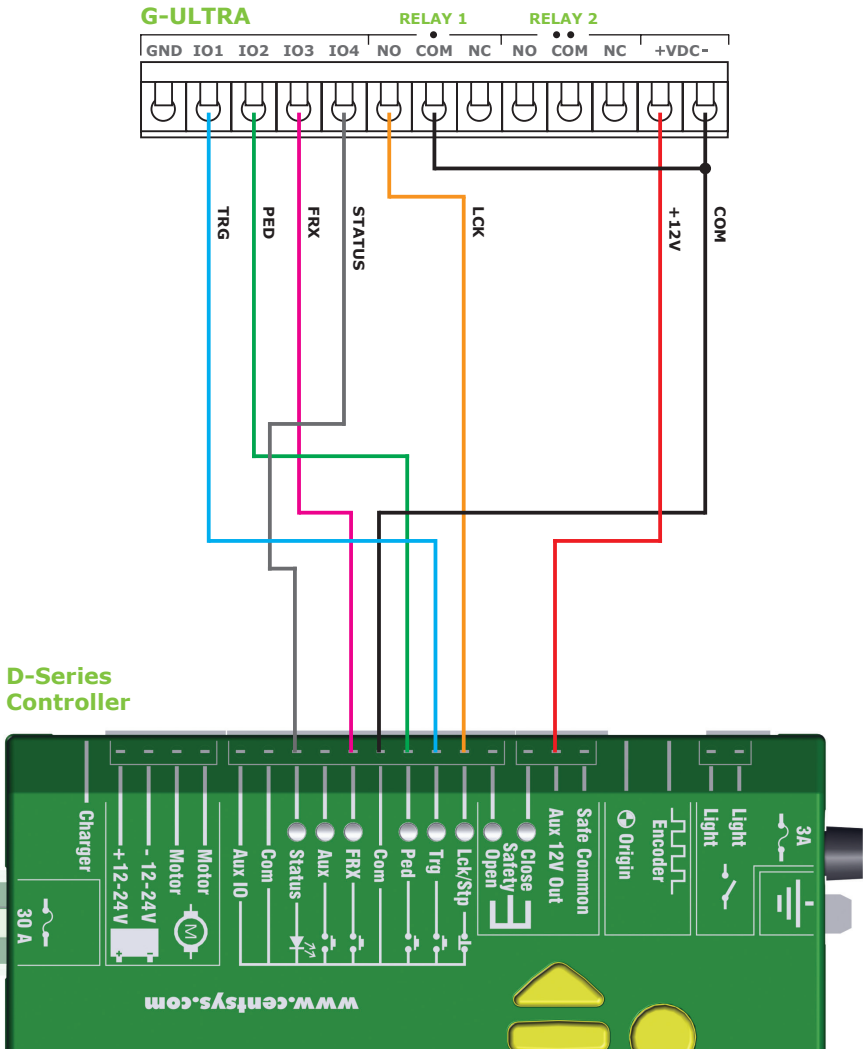 G-ULTRA
RELAY 1
RELAY 2
GND IO1 IO2 IO3 IO4 NO COM NC NO COM NC +VDC-
TRG
PED
FRX
STATUS
LCK
+12V
COM
D-Series
Controller
Charger
30 A
+12-24V
- 12-24V
Motor
Motor
M
+ -
Aux IO
Com
Status
Aux
FRX
Com
Ped
Trg
Lck/Stp
Open
Safety
Close
Aux 12V Out
Safe Common
Origin
Encoder
Light
Light
3A
www.centsys.com